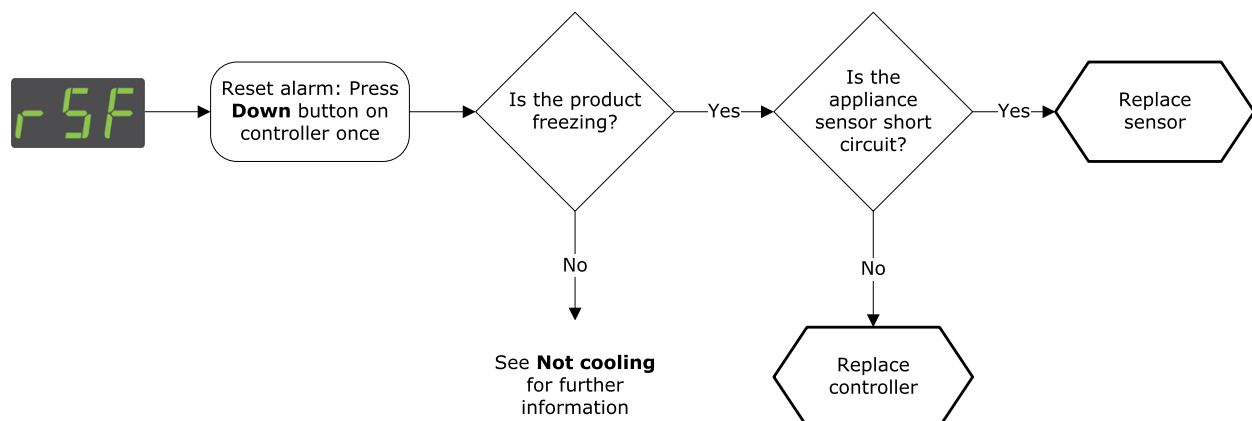 rSF
Reset alarm: Press
Down button on
controller once
Is the product
freezing?
Yes
Is the
appliance
sensor short
circuit?
Yes
Replace
sensor
No
See Not cooling
for further
information
No
Replace
controller